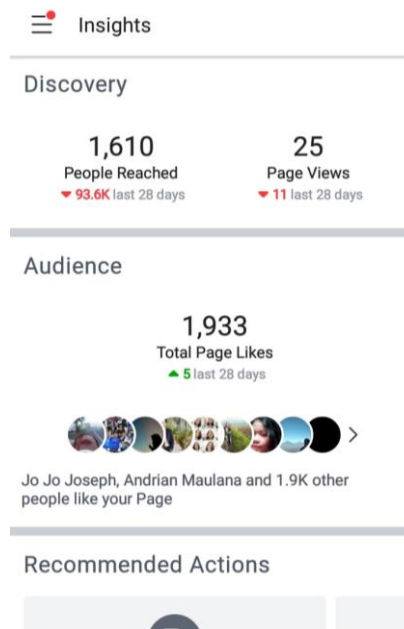 Insights
Discovery
1,610
People Reached
93.6K last 28 days
25
Page Views
11 last 28 days
Audience
1,933
Total Page Likes
5 last 28 days
Jo Jo Joseph, Andrian Maulana and 1.9K other
people like your Page
Recommended Actions